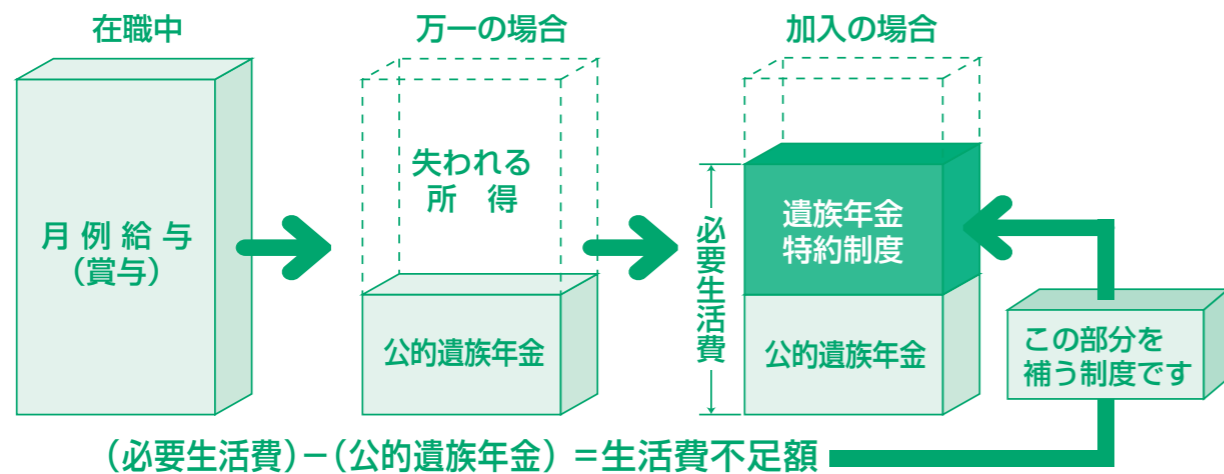 在職中
万一の場合
加入の場合
月例給与
（賞与）
失われる
所　得
公的遺族年金
必要生活費
遺族年金
特約制度
公的遺族年金
この部分を
補う制度です
（必要生活費）−（公的遺族年金）＝生活費不足額